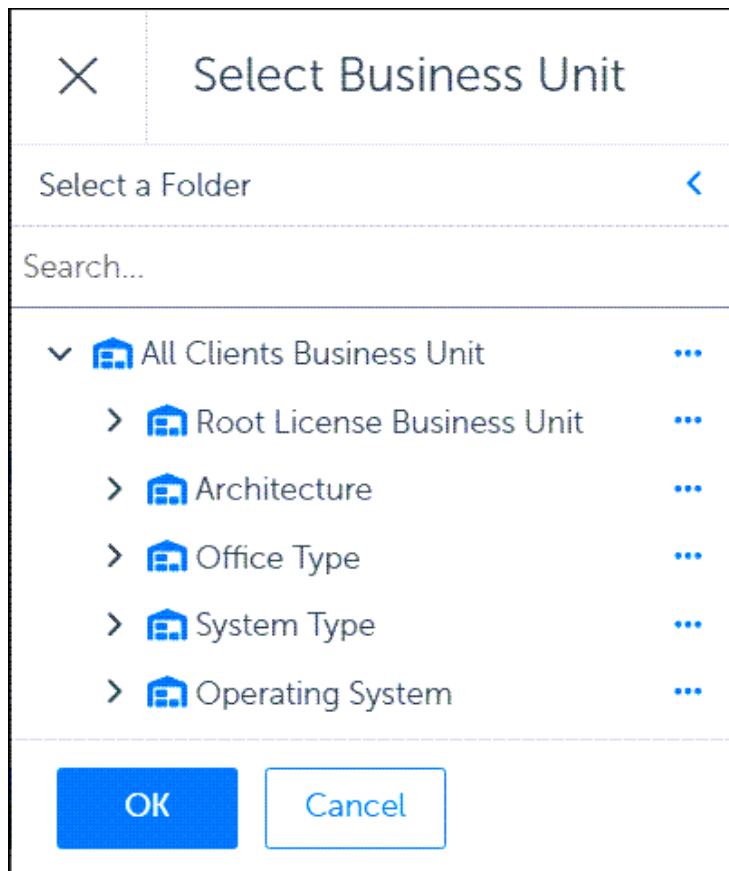 Select Business Unit
Select a Folder
Search...
All Clients Business Unit
Root License Business Unit
Architecture
Office Type
System Type
Operating System
OK Cancel